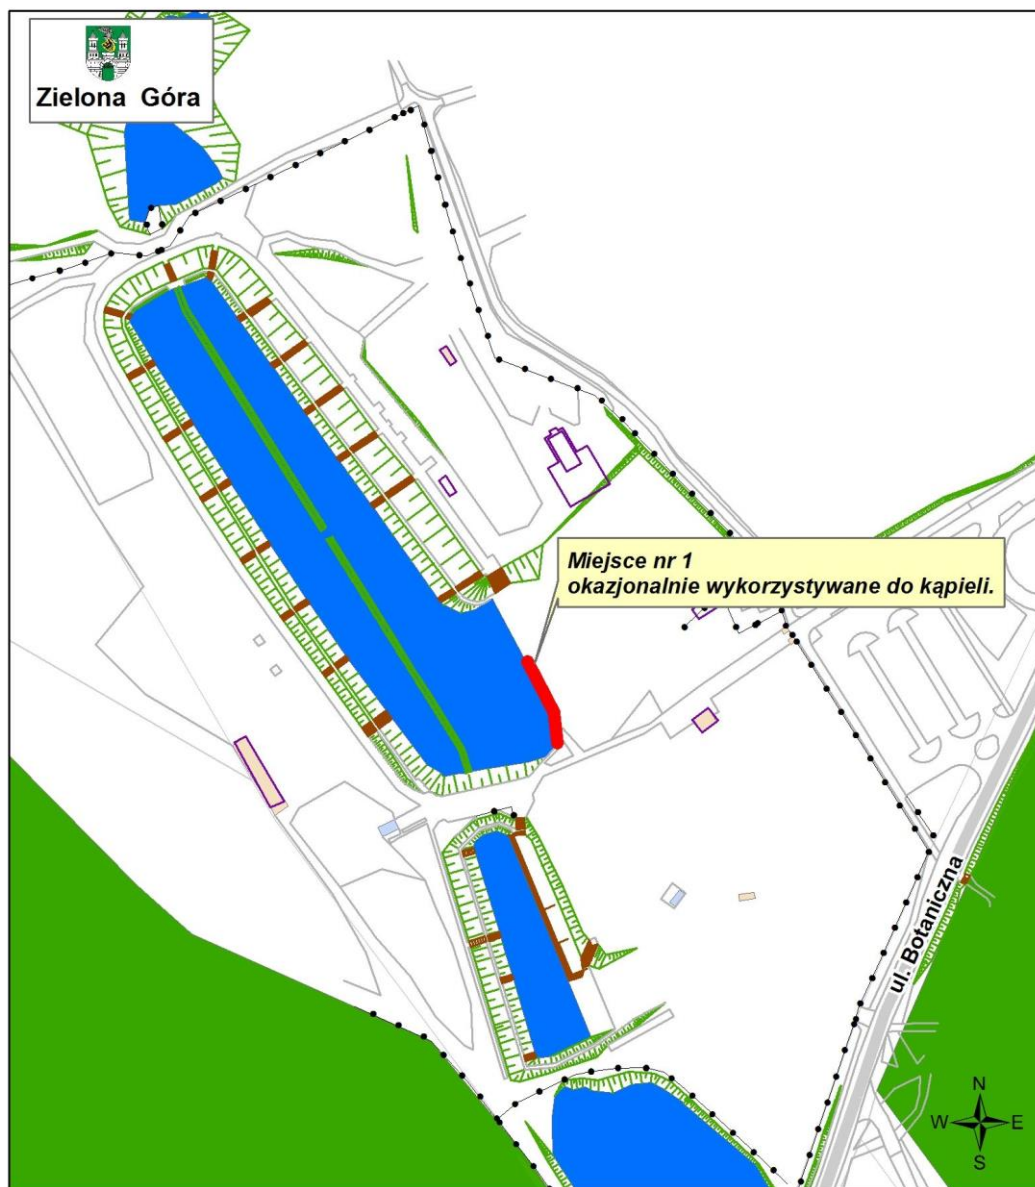 Zielona Góra
Miejsce nr 1
okazjonalnie wykorzystywane do kąpieli.
ul. Botaniczna
N
W E
S